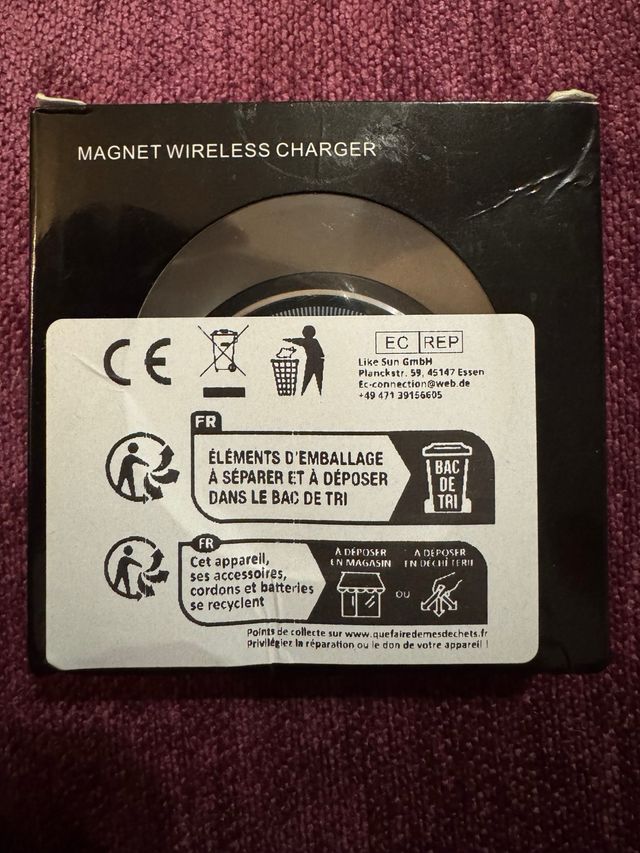 MAGNET WIRELESS CHARGER
CE
EC REP
Like Sun GmbH
Planckstr. 59, 45147 Essen
Ec-connection@web.de
+49 471 39156605
FR
ÉLÉMENTS D'EMBALLAGE
À SÉPARER ET À DÉPOSER
DANS LE BAC DE TRI
BAC
DE
TRI
FR
Cet appareil,
ses accessoires,
cordons et batteries
se recyclent
À DÉPOSER
EN MAGASIN
OU
À DÉPOSER
EN DÉCHÈTERIE
Points de collecte sur www.quefairedemesdechets.fr
Privilégiez la réparation ou le don de votre appareil !